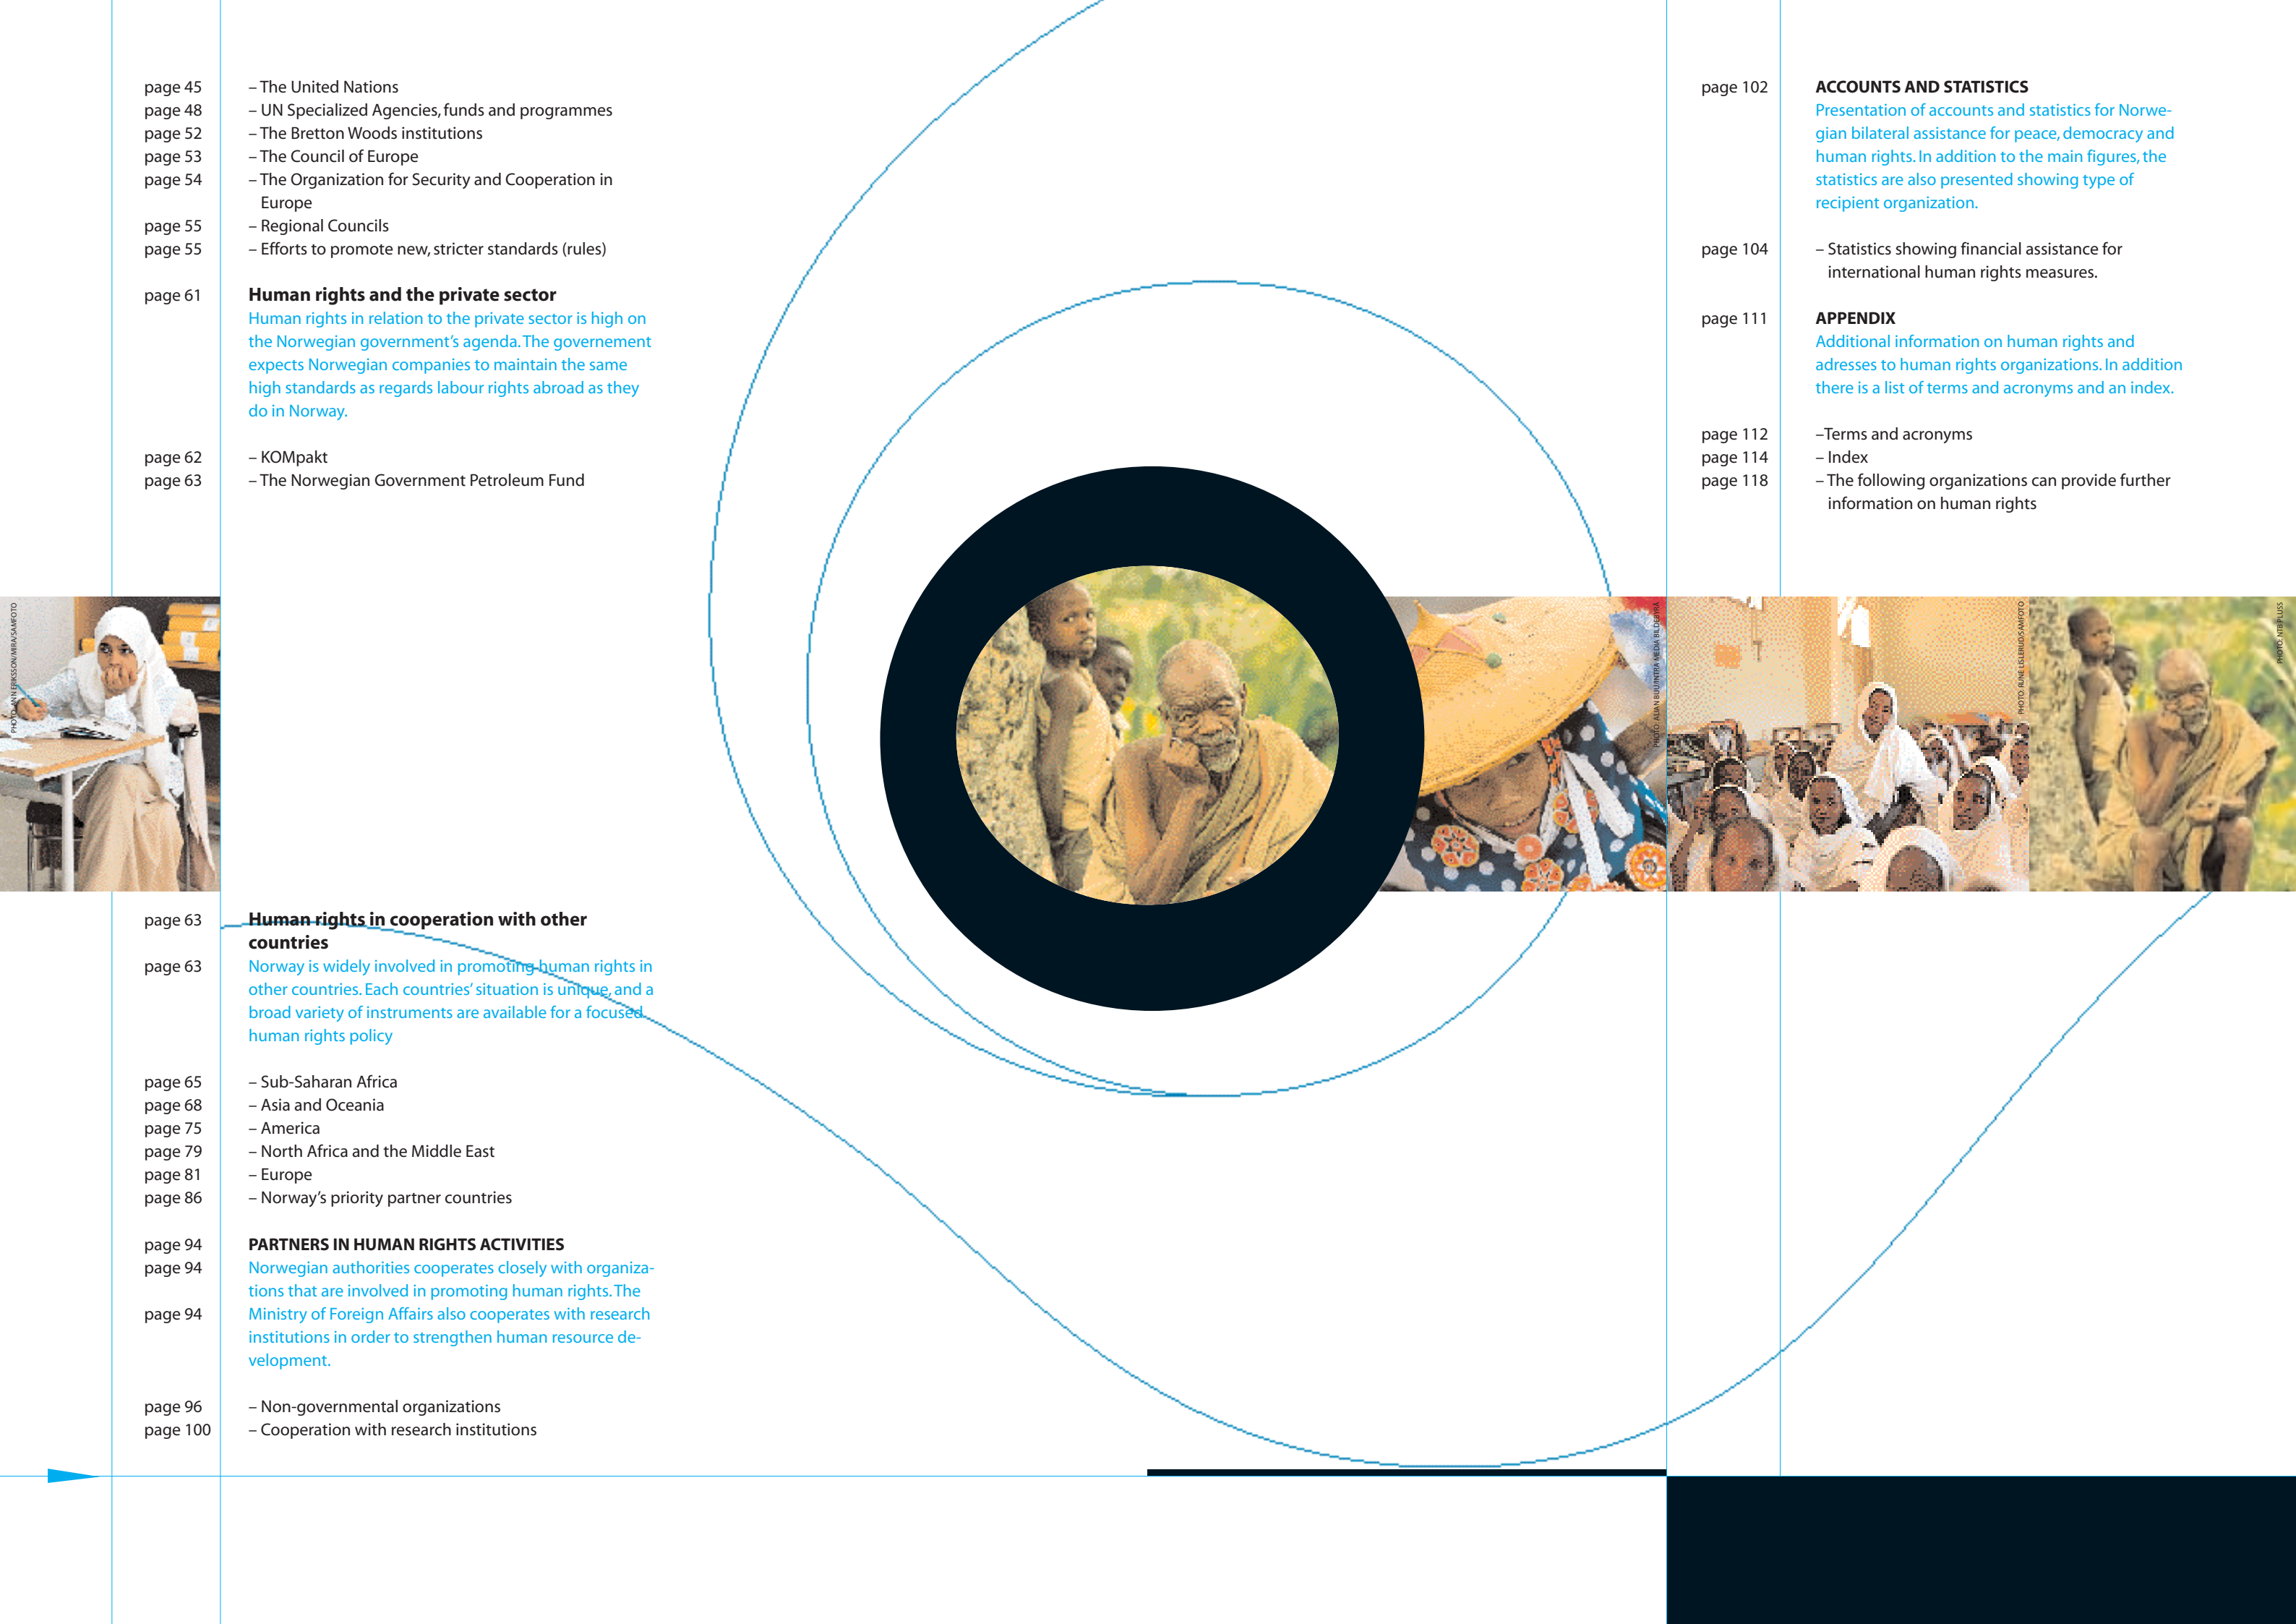 page 45 – The United Nations
page 48 – UN Specialized Agencies, funds and programmes
page 52 – The Bretton Woods institutions
page 53 – The Council of Europe
page 54 – The Organization for Security and Cooperation in
Europe
page 55 – Regional Councils
page 55 – Efforts to promote new, stricter standards (rules)
page 61 Human rights and the private sector
Human rights in relation to the private sector is high on
the Norwegian government's agenda. The governement
expects Norwegian companies to maintain the same
high standards as regards labour rights abroad as they
do in Norway.
page 62 – KOMpakt
page 63 – The Norwegian Government Petroleum Fund
PHOTO: ANN ERIKSSON/MIRA/SAMFOTO
page 63 Human rights in cooperation with other
countries
page 63 Norway is widely involved in promoting human rights in
other countries. Each countries' situation is unique, and a
broad variety of instruments are available for a focused
human rights policy
page 65 – Sub-Saharan Africa
page 68 – Asia and Oceania
page 75 – America
page 79 – North Africa and the Middle East
page 81 – Europe
page 86 – Norway's priority partner countries
page 94 PARTNERS IN HUMAN RIGHTS ACTIVITIES
page 94 Norwegian authorities cooperates closely with organiza-
tions that are involved in promoting human rights. The
page 94 Ministry of Foreign Affairs also cooperates with research
institutions in order to strengthen human resource de-
velopment.
page 96 – Non-governmental organizations
page 100 – Cooperation with research institutions
page 102 ACCOUNTS AND STATISTICS
Presentation of accounts and statistics for Norwe-
gian bilateral assistance for peace, democracy and
human rights. In addition to the main figures, the
statistics are also presented showing type of
recipient organization.
page 104 – Statistics showing financial assistance for
international human rights measures.
page 111 APPENDIX
Additional information on human rights and
adresses to human rights organizations. In addition
there is a list of terms and acronyms and an index.
page 112 –Terms and acronyms
page 114 – Index
page 118 – The following organizations can provide further
information on human rights
PHOTO: MEDIA
PHOTO: RUNE LISLERUD/SAMFOTO
PHOTO: NTB PLUSS